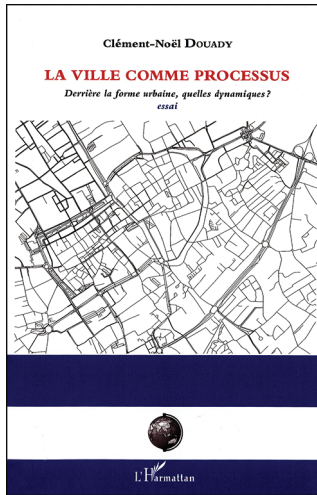 Clément-Noël DOUADY
LA VILLE COMME PROCESSUS
Derrière la forme urbaine, quelles dynamiques ?
essai
L'Harmattan